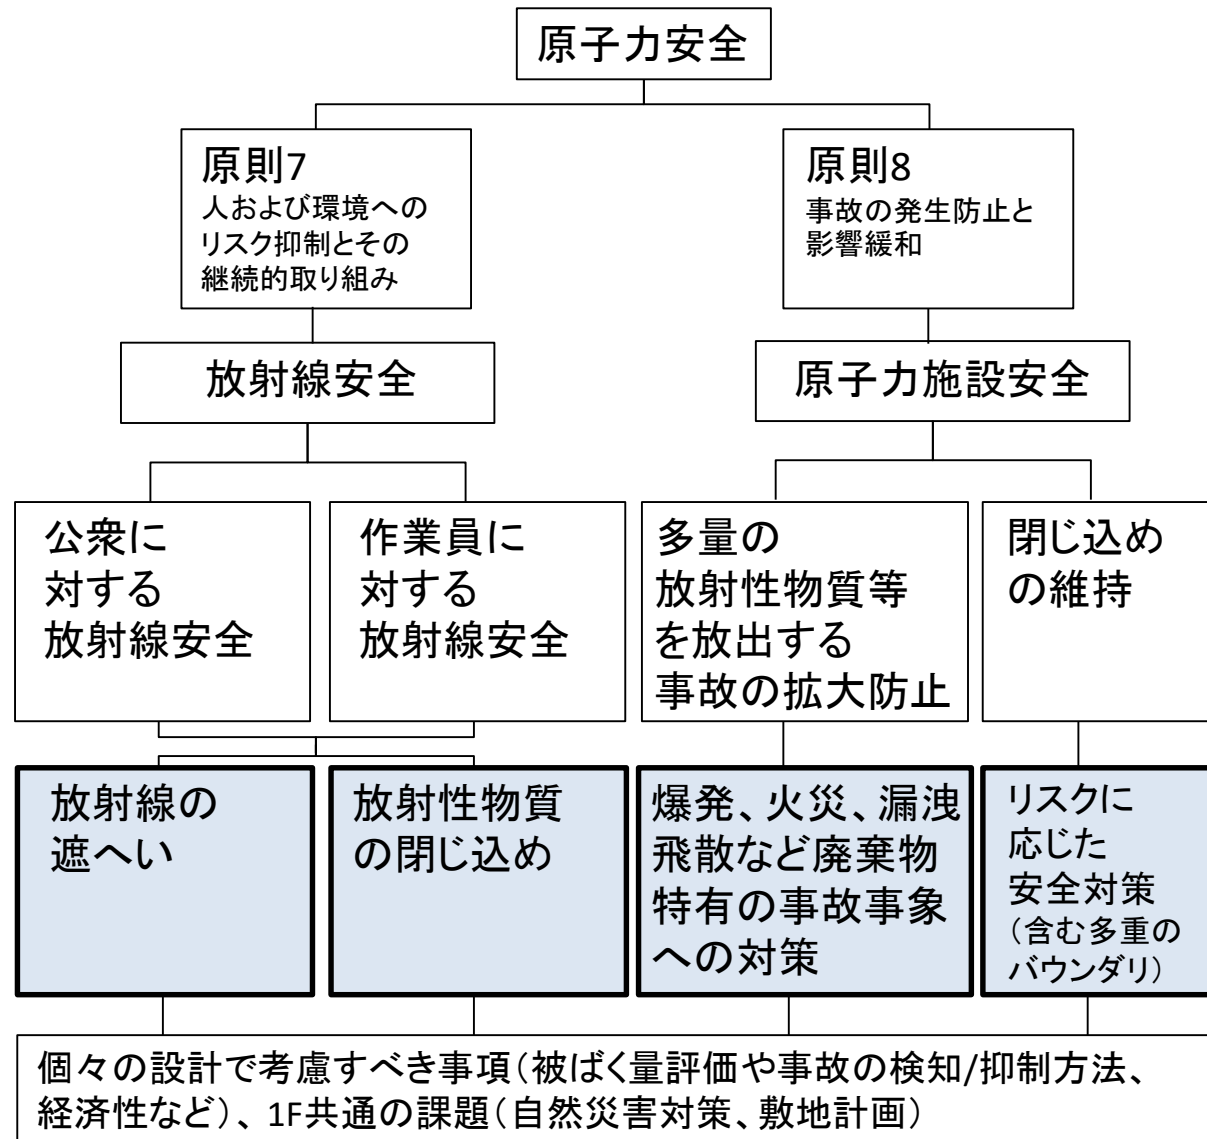 原子力安全
原則7
人および環境への
リスク抑制とその
継続的取り組み
原則8
事故の発生防止と
影響緩和
放射線安全
原子力施設安全
公衆に
対する
放射線安全
作業員に
対する
放射線安全
多量の
放射性物質等
を放出する
事故の拡大防止
閉じ込め
の維持
放射線の
遮へい
放射性物質
の閉じ込め
爆発、火災、漏洩
飛散など廃棄物
特有の事故事象
への対策
リスクに
応じた
安全対策
（含む多重の
バウンダリ）
個々の設計で考慮すべき事項（被ばく量評価や事故の検知/抑制方法、
経済性など）、1F共通の課題（自然災害対策、敷地計画）